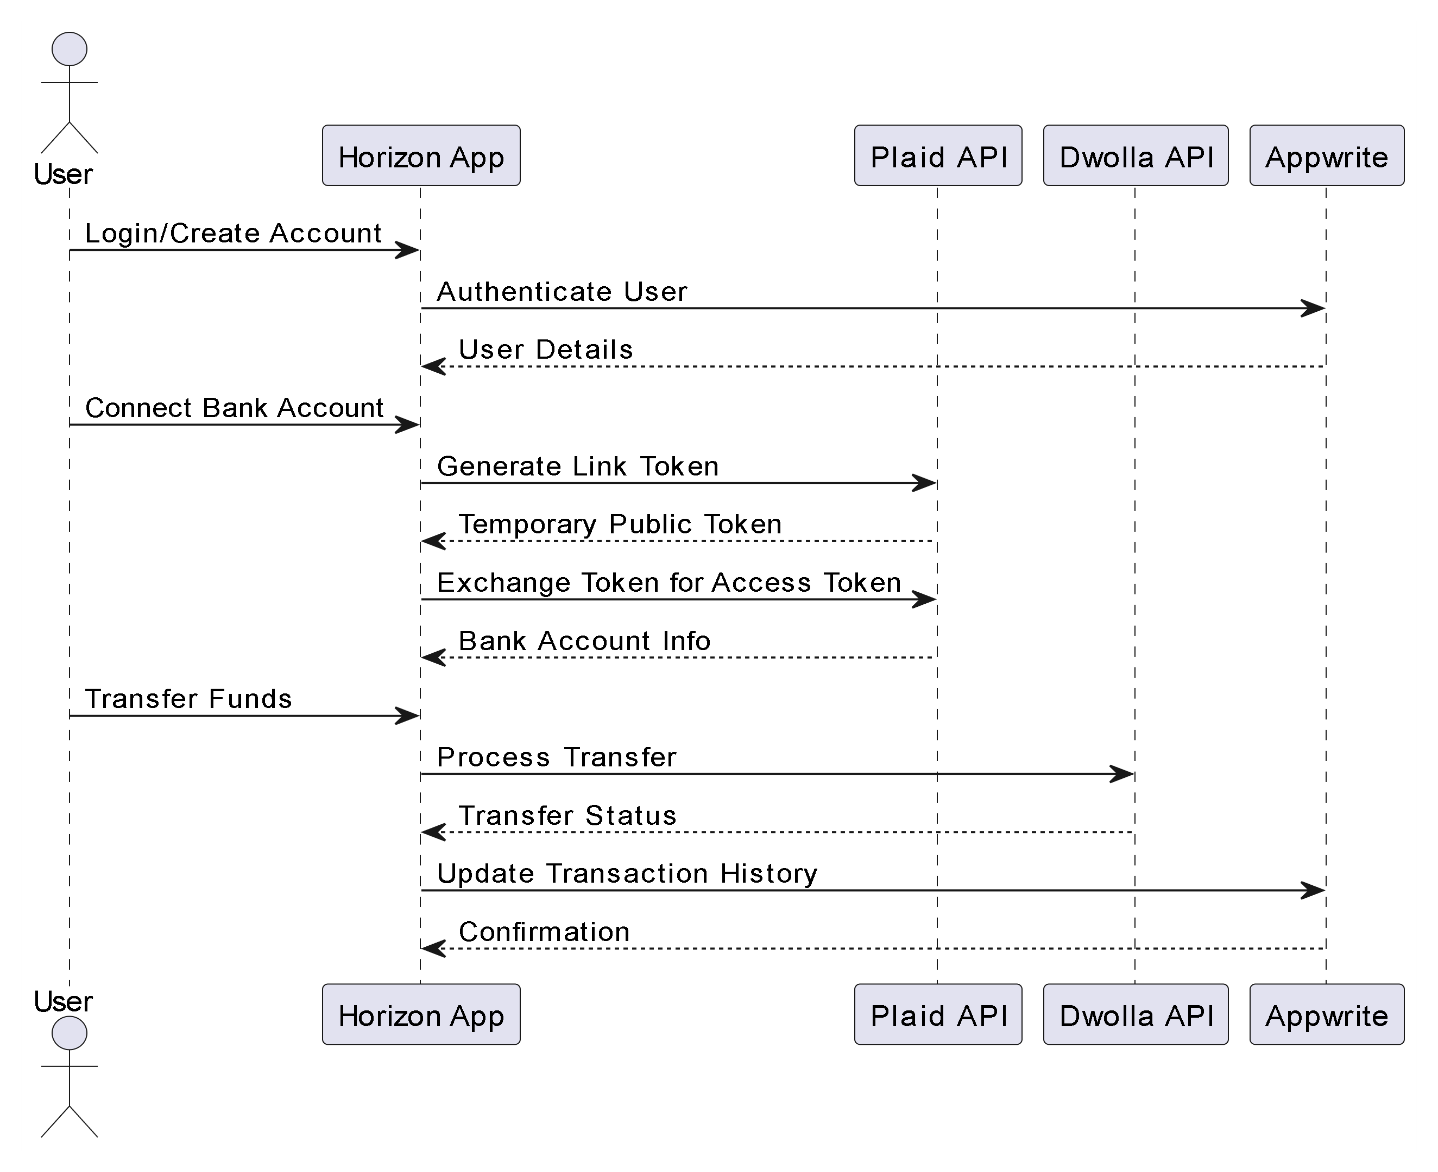 User
Horizon App
Plaid API
Dwolla API
Appwrite
Login/Create Account
Authenticate User
User Details
Connect Bank Account
Generate Link Token
Temporary Public Token
Exchange Token for Access Token
Bank Account Info
Transfer Funds
Process Transfer
Transfer Status
Update Transaction History
Confirmation
User
Horizon App
Plaid API
Dwolla API
Appwrite